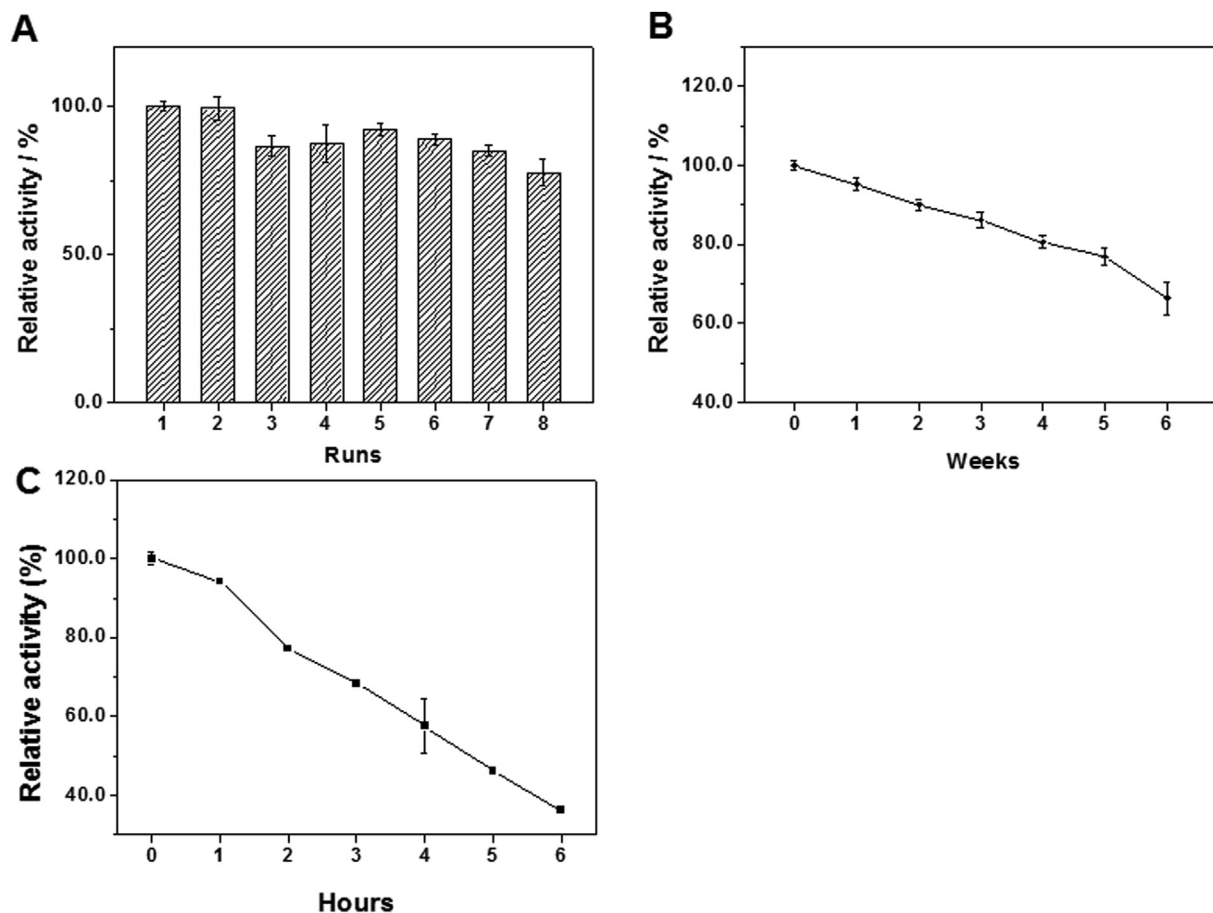 A
Relative activity / %
100.0
50.0
0.0
1 2 3 4 5 6 7 8
Runs
B
Relative activity / %
120.0
100.0
80.0
60.0
40.0
0 1 2 3 4 5 6
Weeks
C
Relative activity (%)
120.0
100.0
80.0
60.0
40.0
0 1 2 3 4 5 6
Hours